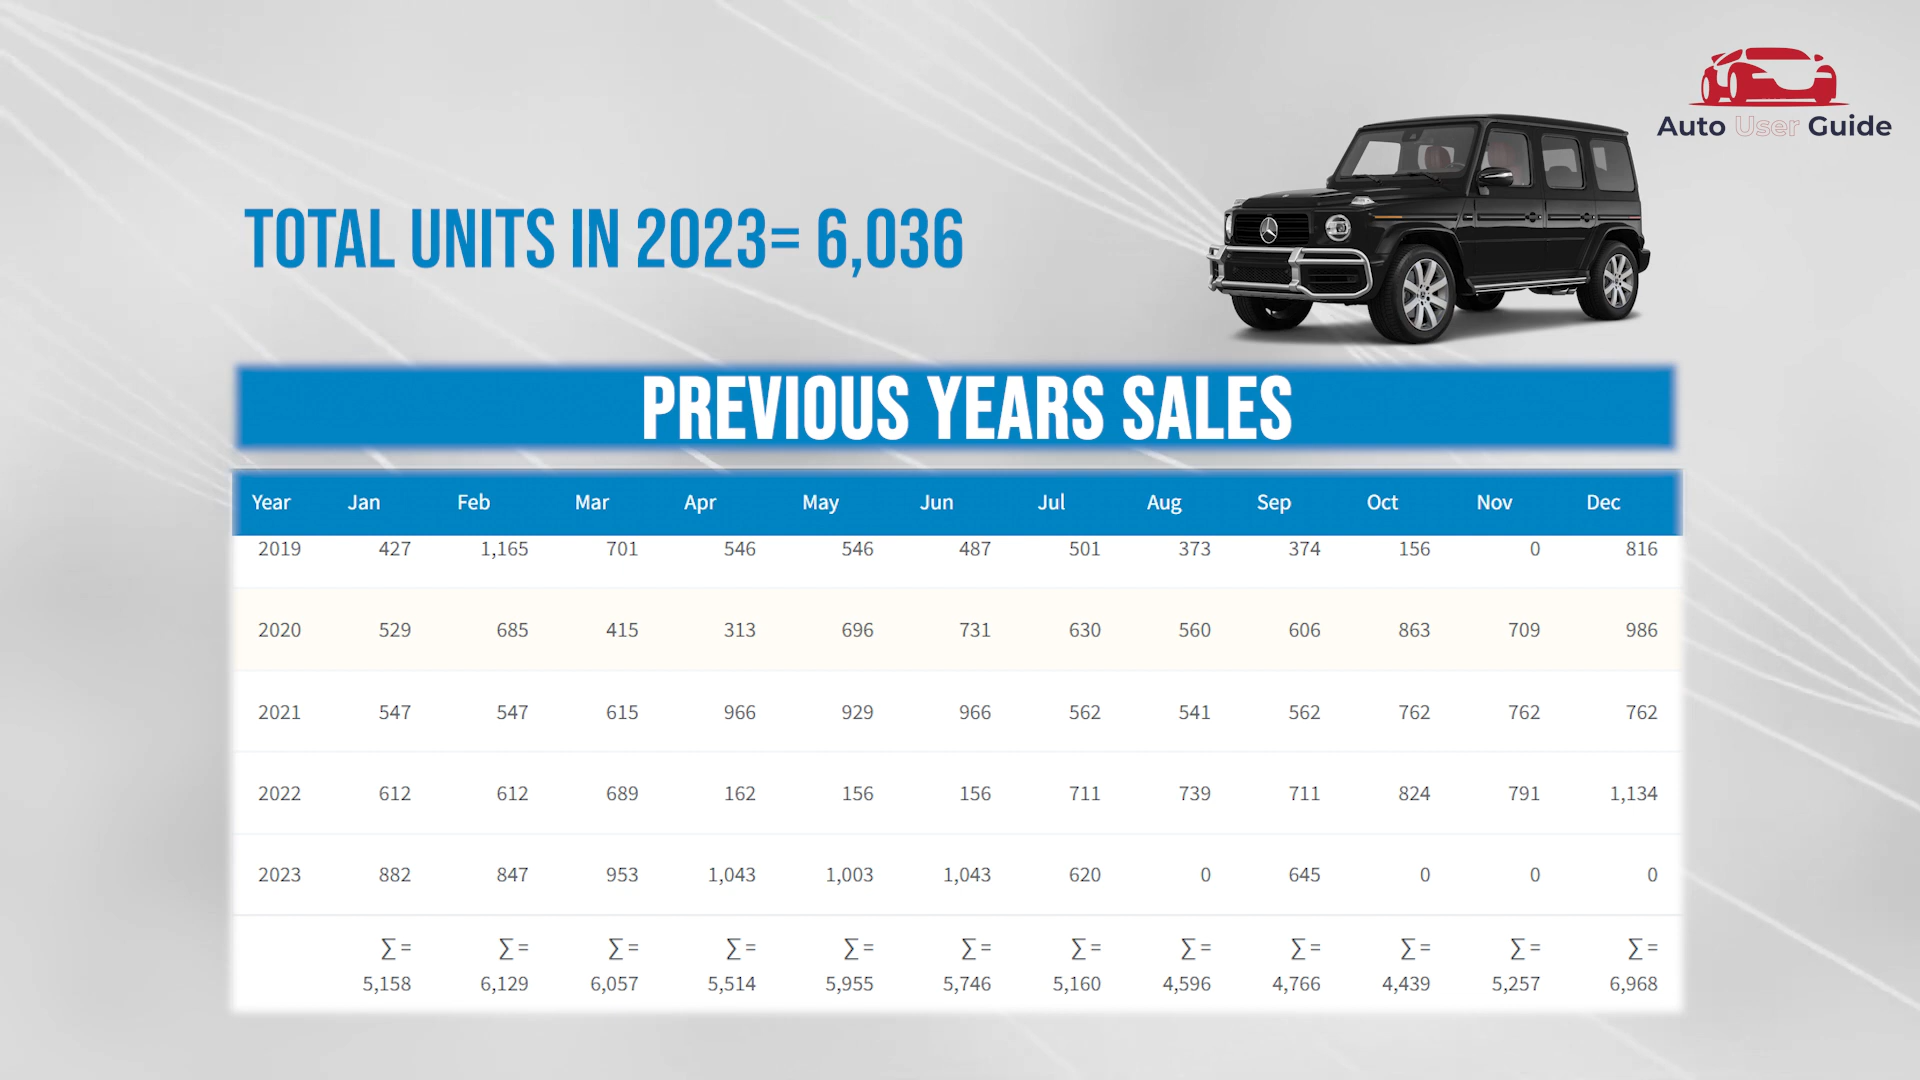 Auto User Guide
TOTAL UNITS IN 2023= 6,036
PREVIOUS YEARS SALES
Year Jan Feb Mar Apr May Jun Jul Aug Sep Oct Nov Dec
2019 427 1,165 701 546 546 487 501 373 374 156 0 816
2020 529 685 415 313 696 731 630 560 606 863 709 986
2021 547 547 615 966 929 966 562 541 562 762 762 762
2022 612 612 689 162 156 156 711 739 711 824 791 1,134
2023 882 847 953 1,043 1,003 1,043 620 0 645 0 0 0
∑= ∑= ∑= ∑= ∑= ∑= ∑= ∑= ∑= ∑= ∑= ∑=
5,158 6,129 6,057 5,514 5,955 5,746 5,160 4,596 4,766 4,439 5,257 6,968